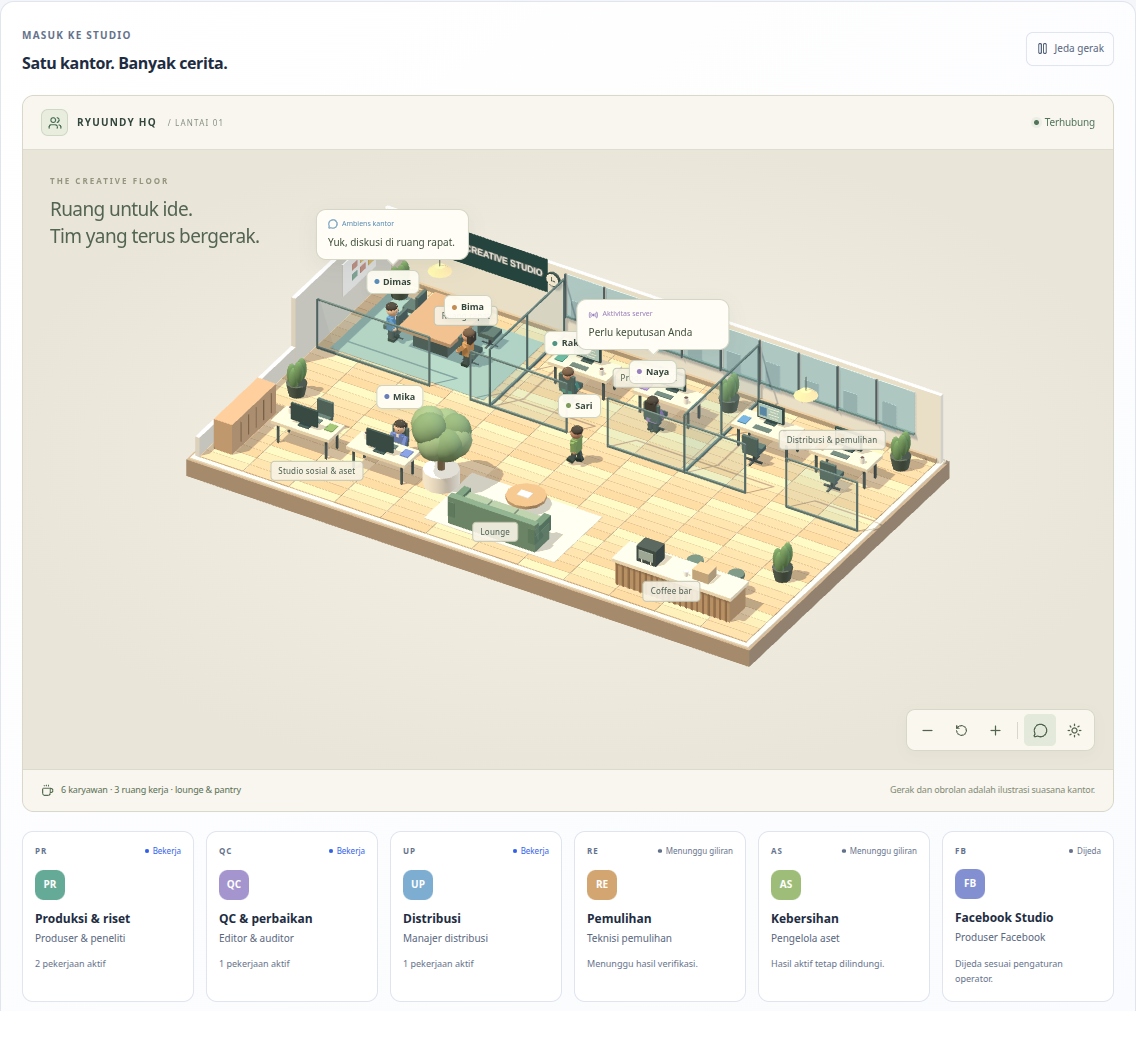 MASUK KE STUDIO
Satu kantor. Banyak cerita.
Jeda gerak
RYUUNDY HQ / LANTAI 01
Terhubung
THE CREATIVE FLOOR
Ruang untuk ide.
Tim yang terus bergerak.
Ambiens kantor
Yuk, diskusi di ruang rapat.
CREATIVE STUDIO
Dimas
Bima
Aktivitas server
Perlu keputusan Anda
Naya
Mika
Sari
Distribusi & pemulihan
Studio sosial & aset
Lounge
Coffee bar
6 karyawan · 3 ruang kerja · lounge & pantry
Gerak dan obrolan adalah ilustrasi suasana kantor.
PR
Bekerja
PR
Produksi & riset
Produser & peneliti
2 pekerjaan aktif
QC
Bekerja
QC
QC & perbaikan
Editor & auditor
1 pekerjaan aktif
UP
Bekerja
UP
Distribusi
Manajer distribusi
1 pekerjaan aktif
RE
Menunggu giliran
RE
Pemulihan
Teknisi pemulihan
Menunggu hasil verifikasi.
AS
Menunggu giliran
AS
Kebersihan
Pengelola aset
Hasil aktif tetap dilindungi.
FB
Dijeda
FB
Facebook Studio
Produser Facebook
Dijeda sesuai pengaturan
operator.